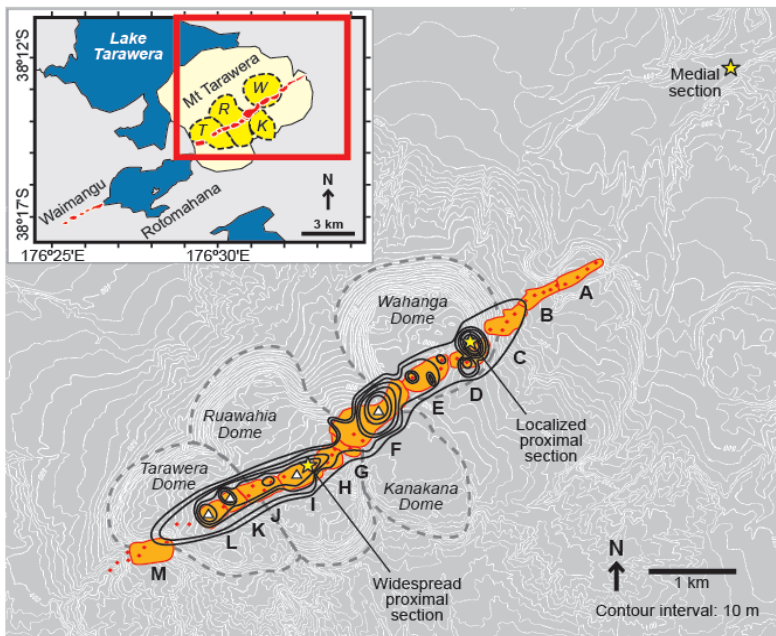 Lake
Tarawera
38°12'S
Mt Tarawera
W
R
T
K
Waimangu
Rotomahana
N
3 km
38°17'S
176°25'E
176°30'E
Medial
section
Wahanga
Dome
A
B
C
D
E
Localized
proximal
section
Ruawahia
Dome
F
G
H
Kanakana
Dome
Tarawera
Dome
I
J
K
L
M
Widespread
proximal
section
N
1 km
Contour interval: 10 m